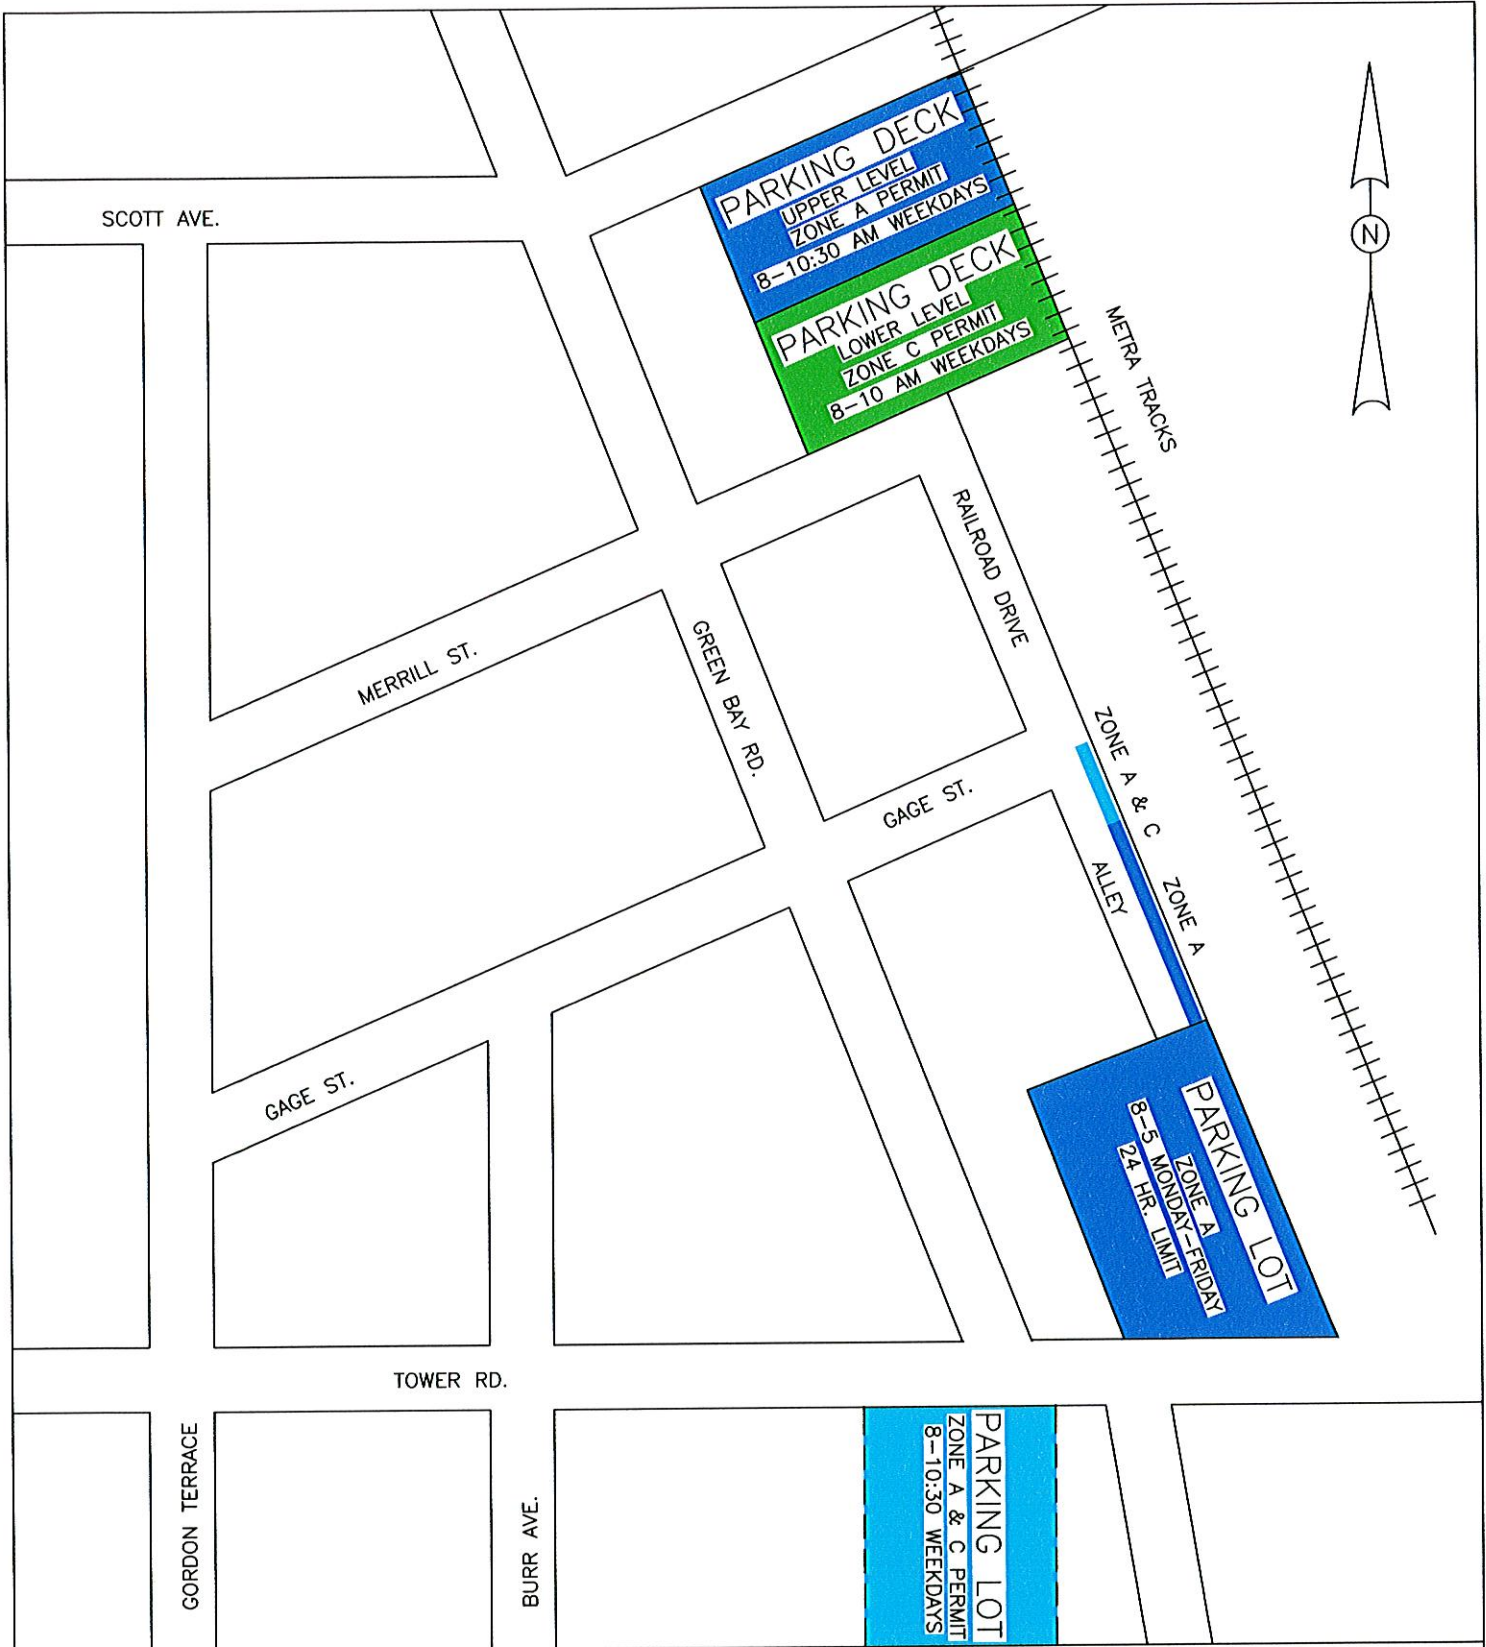 PARKING DECK
UPPER LEVEL
ZONE A PERMIT
8-10:30 AM WEEKDAYS
SCOTT AVE.
N
PARKING DECK
LOWER LEVEL
ZONE C PERMIT
8-10 AM WEEKDAYS
METRA TRACKS
RAILROAD DRIVE
MERRILL ST.
GREEN BAY RD.
ZONE A & C
ZONE A
GAGE ST.
ALLEY
GAGE ST.
PARKING LOT
ZONE A
8-5 MONDAY-FRIDAY
24 HR. LIMIT
TOWER RD.
GORDON TERRACE
BURR AVE.
PARKING LOT
ZONE A & C PERMIT
8-10:30 WEEKDAYS